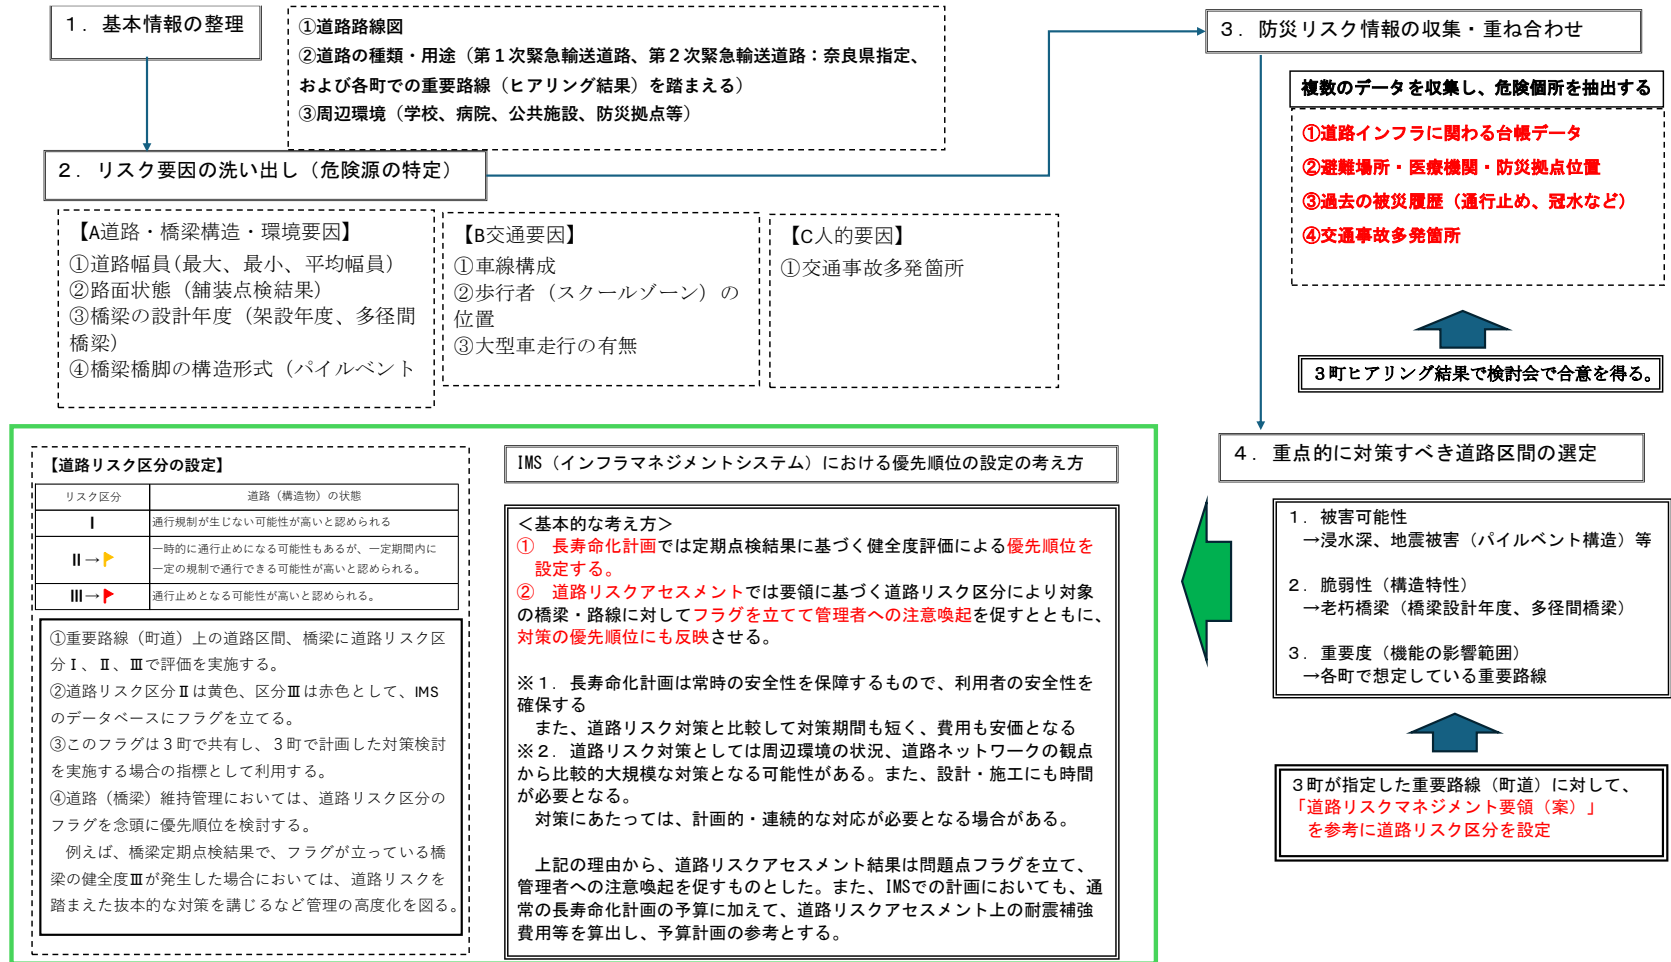 １．基本情報の整理
①道路路線図
②道路の種類・用途（第１次緊急輸送道路、第２次緊急輸送道路：奈良県指定、
および各町での重要路線（ヒアリング結果）を踏まえる）
③周辺環境（学校、病院、公共施設、防災拠点等）
２．リスク要因の洗い出し（危険源の特定）
【A道路・橋梁構造・環境要因】
①道路幅員(最大、最小、平均幅員）
②路面状態（舗装点検結果）
③橋梁の設計年度（架設年度、多径間
橋梁）
④橋梁橋脚の構造形式（パイルベント
【B交通要因】
①車線構成
②歩行者（スクールゾーン）の
位置
③大型車走行の有無
【C人的要因】
①交通事故多発箇所
３．防災リスク情報の収集・重ね合わせ
複数のデータを収集し、危険個所を抽出する
①道路インフラに関わる台帳データ
②避難場所・医療機関・防災拠点位置
③過去の被災履歴（通行止め、冠水など）
④交通事故多発箇所
３町ヒアリング結果で検討会で合意を得る。
４．重点的に対策すべき道路区間の選定
１．被害可能性
→浸水深、地震被害（パイルベント構造）等
２．脆弱性（構造特性）
→老朽橋梁（橋梁設計年度、多径間橋梁）
３．重要度（機能の影響範囲）
→各町で想定している重要路線
３町が指定した重要路線（町道）に対して、
「道路リスクマネジメント要領（案）」
を参考に道路リスク区分を設定
【道路リスク区分の設定】
リスク区分　道路（構造物）の状態
Ⅰ　通行規制が生じない可能性が高いと認められる
Ⅱ→　一時的に通行止めになる可能性もあるが、一定期間内に
一定の規制で通行できる可能性が高いと認められる。
Ⅲ→　通行止めとなる可能性が高いと認められる。
①重要路線（町道）上の道路区間、橋梁に道路リスク区
分Ⅰ、Ⅱ、Ⅲで評価を実施する。
②道路リスク区分Ⅱは黄色、区分Ⅲは赤色として、IMS
のデータベースにフラグを立てる。
③このフラグは３町で共有し、３町で計画した対策検討
を実施する場合の指標として利用する。
④道路（橋梁）維持管理においては、道路リスク区分の
フラグを念頭に優先順位を検討する。
例えば、橋梁定期点検結果で、フラグが立っている橋
梁の健全度Ⅲが発生した場合においては、道路リスクを
踏まえた抜本的な対策を講じるなど管理の高度化を図る。
IMS（インフラマネジメントシステム）における優先順位の設定の考え方
＜基本的な考え方＞
①　長寿命化計画では定期点検結果に基づく健全度評価による優先順位を
設定する。
②　道路リスクアセスメントでは要領に基づく道路リスク区分により対象
の橋梁・路線に対してフラグを立てて管理者への注意喚起を促すとともに、
対策の優先順位にも反映させる。
※１．長寿命化計画は常時の安全性を保障するもので、利用者の安全性を
確保する
また、道路リスク対策と比較して対策期間も短く、費用も安価となる
※２．道路リスク対策としては周辺環境の状況、道路ネットワークの観点
から比較的大規模な対策となる可能性がある。また、設計・施工にも時間
が必要となる。
対策にあたっては、計画的・連続的な対応が必要となる場合がある。
上記の理由から、道路リスクアセスメント結果は問題点フラグを立て、
管理者への注意喚起を促すものとした。また、IMSでの計画においても、通
常の長寿命化計画の予算に加えて、道路リスクアセスメント上の耐震補強
費用等を算出し、予算計画の参考とする。